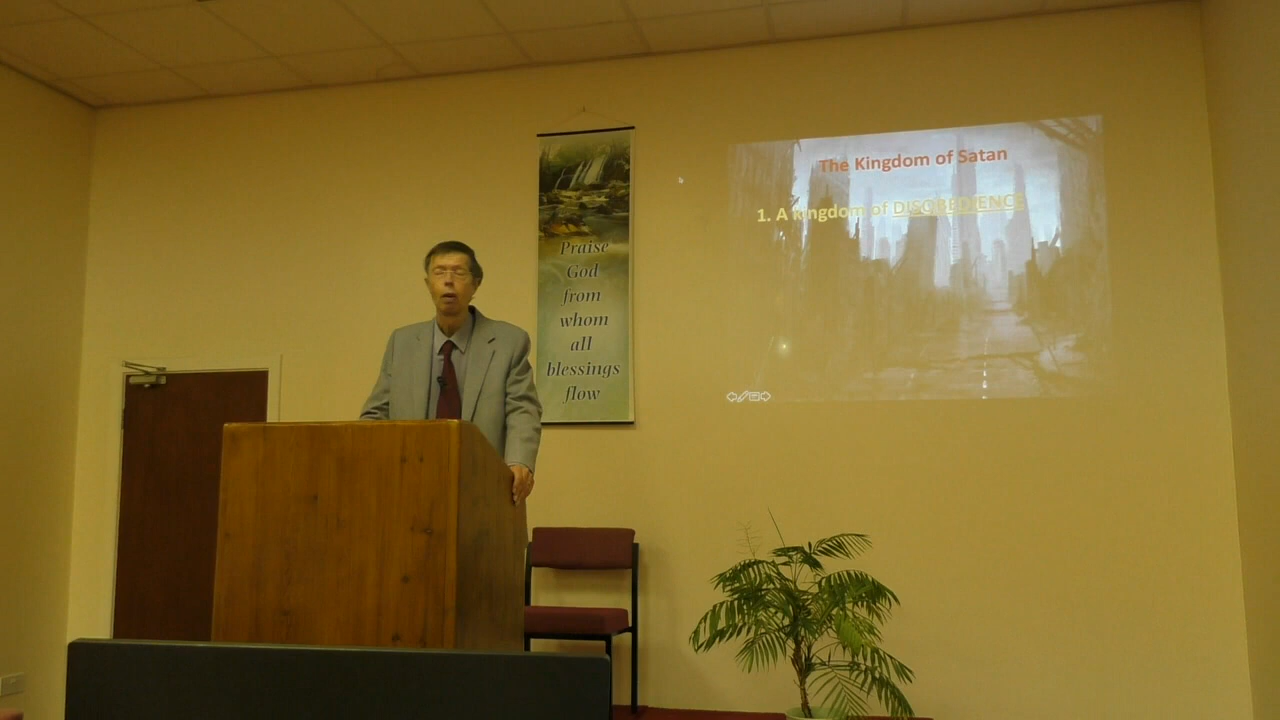 Praise
God
from
whom
all
blessings
flow
The Kingdom of Satan
1. A kingdom of DISOBEDIENCE